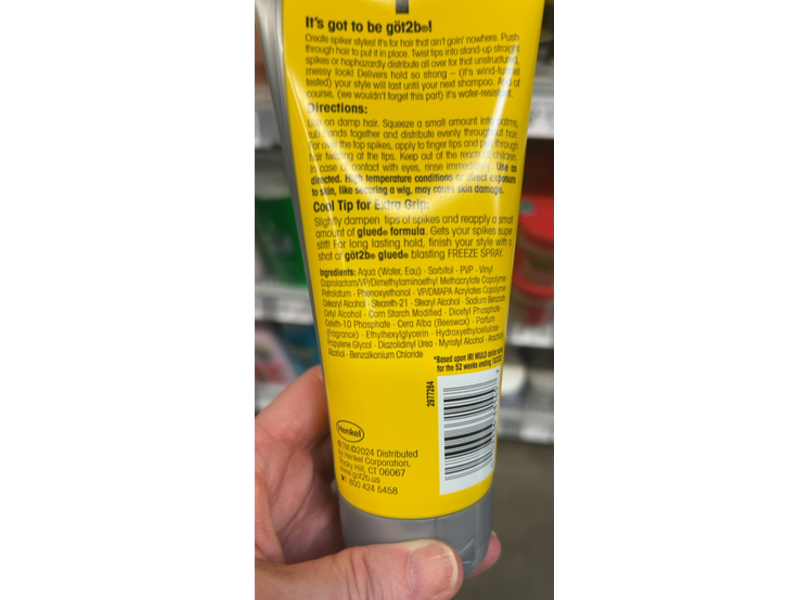 It's got to be göt2b®!
Create spiker styles! It's for hair that ain't goin' nowhere. Push
through hair to put it in place. Twist tips into stand-up straight
spikes or haphazardly distribute all over for that unstructured,
messy look! Delivers hold so strong – (it's wind-tunnel
tested) your style will last until your next shampoo. And of
course, (we wouldn't forget this part) it's water-resistant.
Directions:
Use on damp hair. Squeeze a small amount into palms,
rub hands together and distribute evenly throughout hair.
For over the top spikes, apply to finger tips and pull through
hair twisting at the tips. Keep out of the reach of children.
In case of contact with eyes, rinse immediately. Use as
directed. High temperature conditions or direct exposure
to skin, like securing a wig, may cause skin damage.
Cool Tip for Extra Grip:
Slightly dampen tips of spikes and reapply a small
amount of glued® formula. Gets your spikes super
stiff! For long lasting hold, finish your style with a
shot of göt2b® glued® blasting FREEZE SPRAY.
Ingredients: Aqua (Water, Eau) · Sorbitol · PVP · Vinyl
Caprolactam/VP/Dimethylaminoethyl Methacrylate Copolymer
Petrolatum · Phenoxyethanol · VP/DMAPA Acrylates Copolymer
Cetearyl Alcohol · Steareth-21 · Stearyl Alcohol · Sodium Benzoate
Cetyl Alcohol · Corn Starch Modified · Dicetyl Phosphate
Ceteth-10 Phosphate · Cera Alba (Beeswax) · Parfum
(Fragrance) · Ethylhexylglycerin · Hydroxyethylcellulose
Propylene Glycol · Diazolidinyl Urea · Myristyl Alcohol · Arachidyl
Alcohol · Benzalkonium Chloride
*Based upon IRI MULO dollar sales
for the 52 weeks ending
2977264
Henkel
®/TM ©2024 Distributed
by Henkel Corporation,
Rocky Hill, CT 06067
www.got2b.us
☎1 800 424 5458